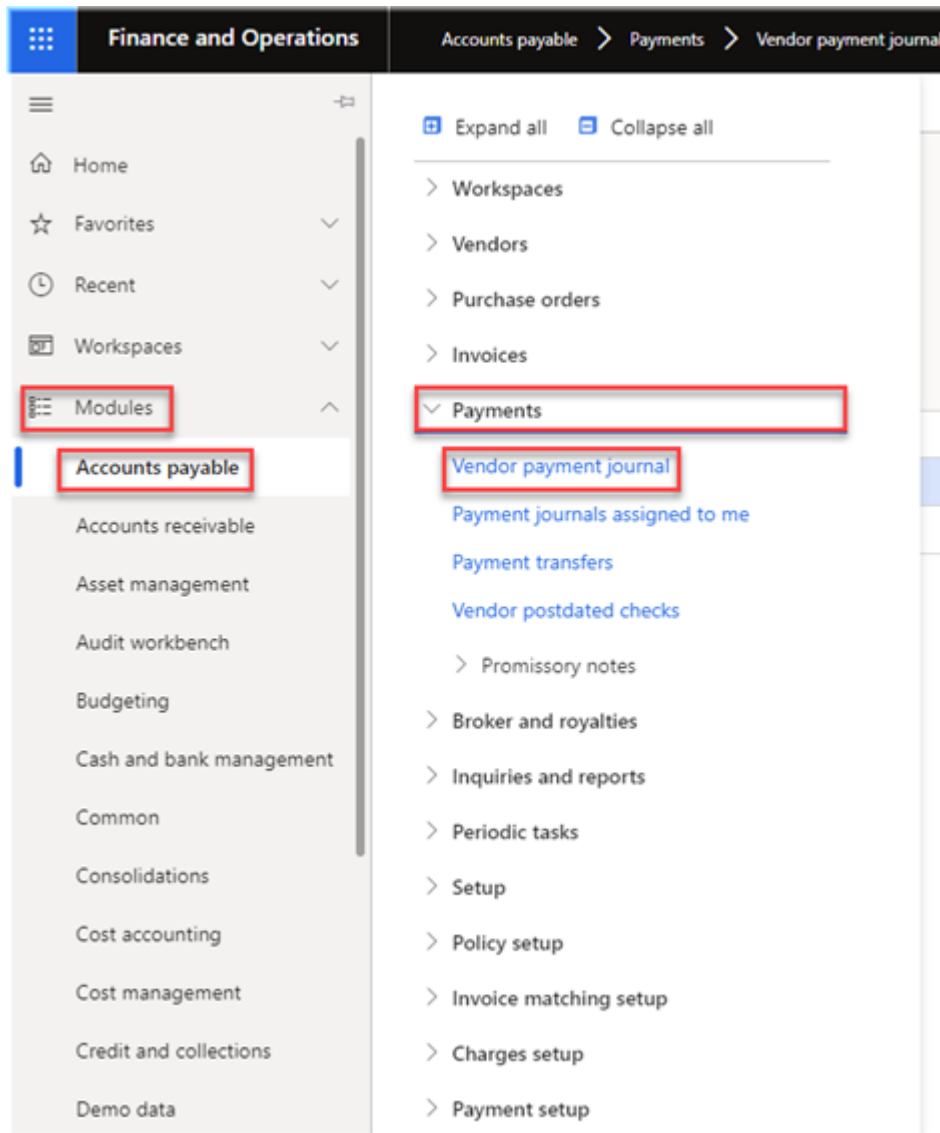 Finance and Operations
Accounts payable > Payments > Vendor payment journal
Expand all
Collapse all
Home
Favorites
Recent
Workspaces
Modules
Accounts payable
Accounts receivable
Asset management
Audit workbench
Budgeting
Cash and bank management
Common
Consolidations
Cost accounting
Cost management
Credit and collections
Demo data
Workspaces
Vendors
Purchase orders
Invoices
Payments
Vendor payment journal
Payment journals assigned to me
Payment transfers
Vendor postdated checks
Promissory notes
Broker and royalties
Inquiries and reports
Periodic tasks
Setup
Policy setup
Invoice matching setup
Charges setup
Payment setup